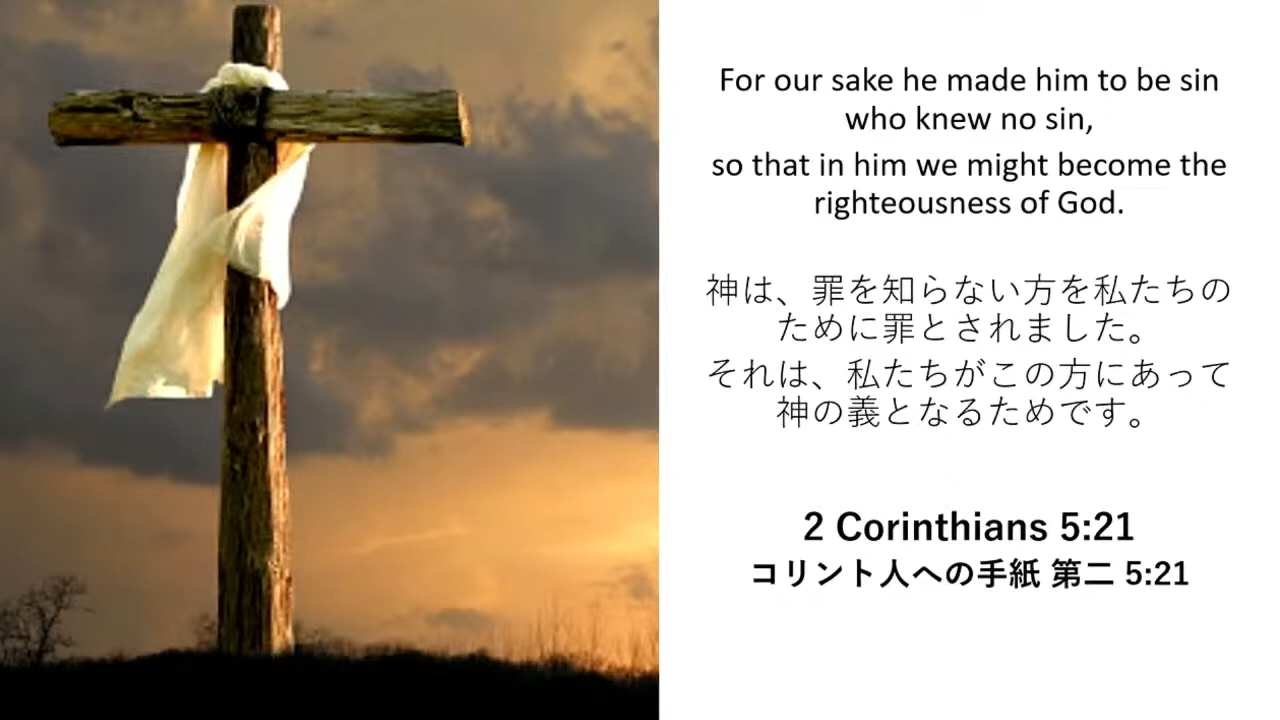 For our sake he made him to be sin
who knew no sin,
so that in him we might become the
righteousness of God.
神は、罪を知らない方を私たちの
ために罪とされました。
それは、私たちがこの方にあって
神の義となるためです。
2 Corinthians 5:21
コリント人への手紙 第二 5:21